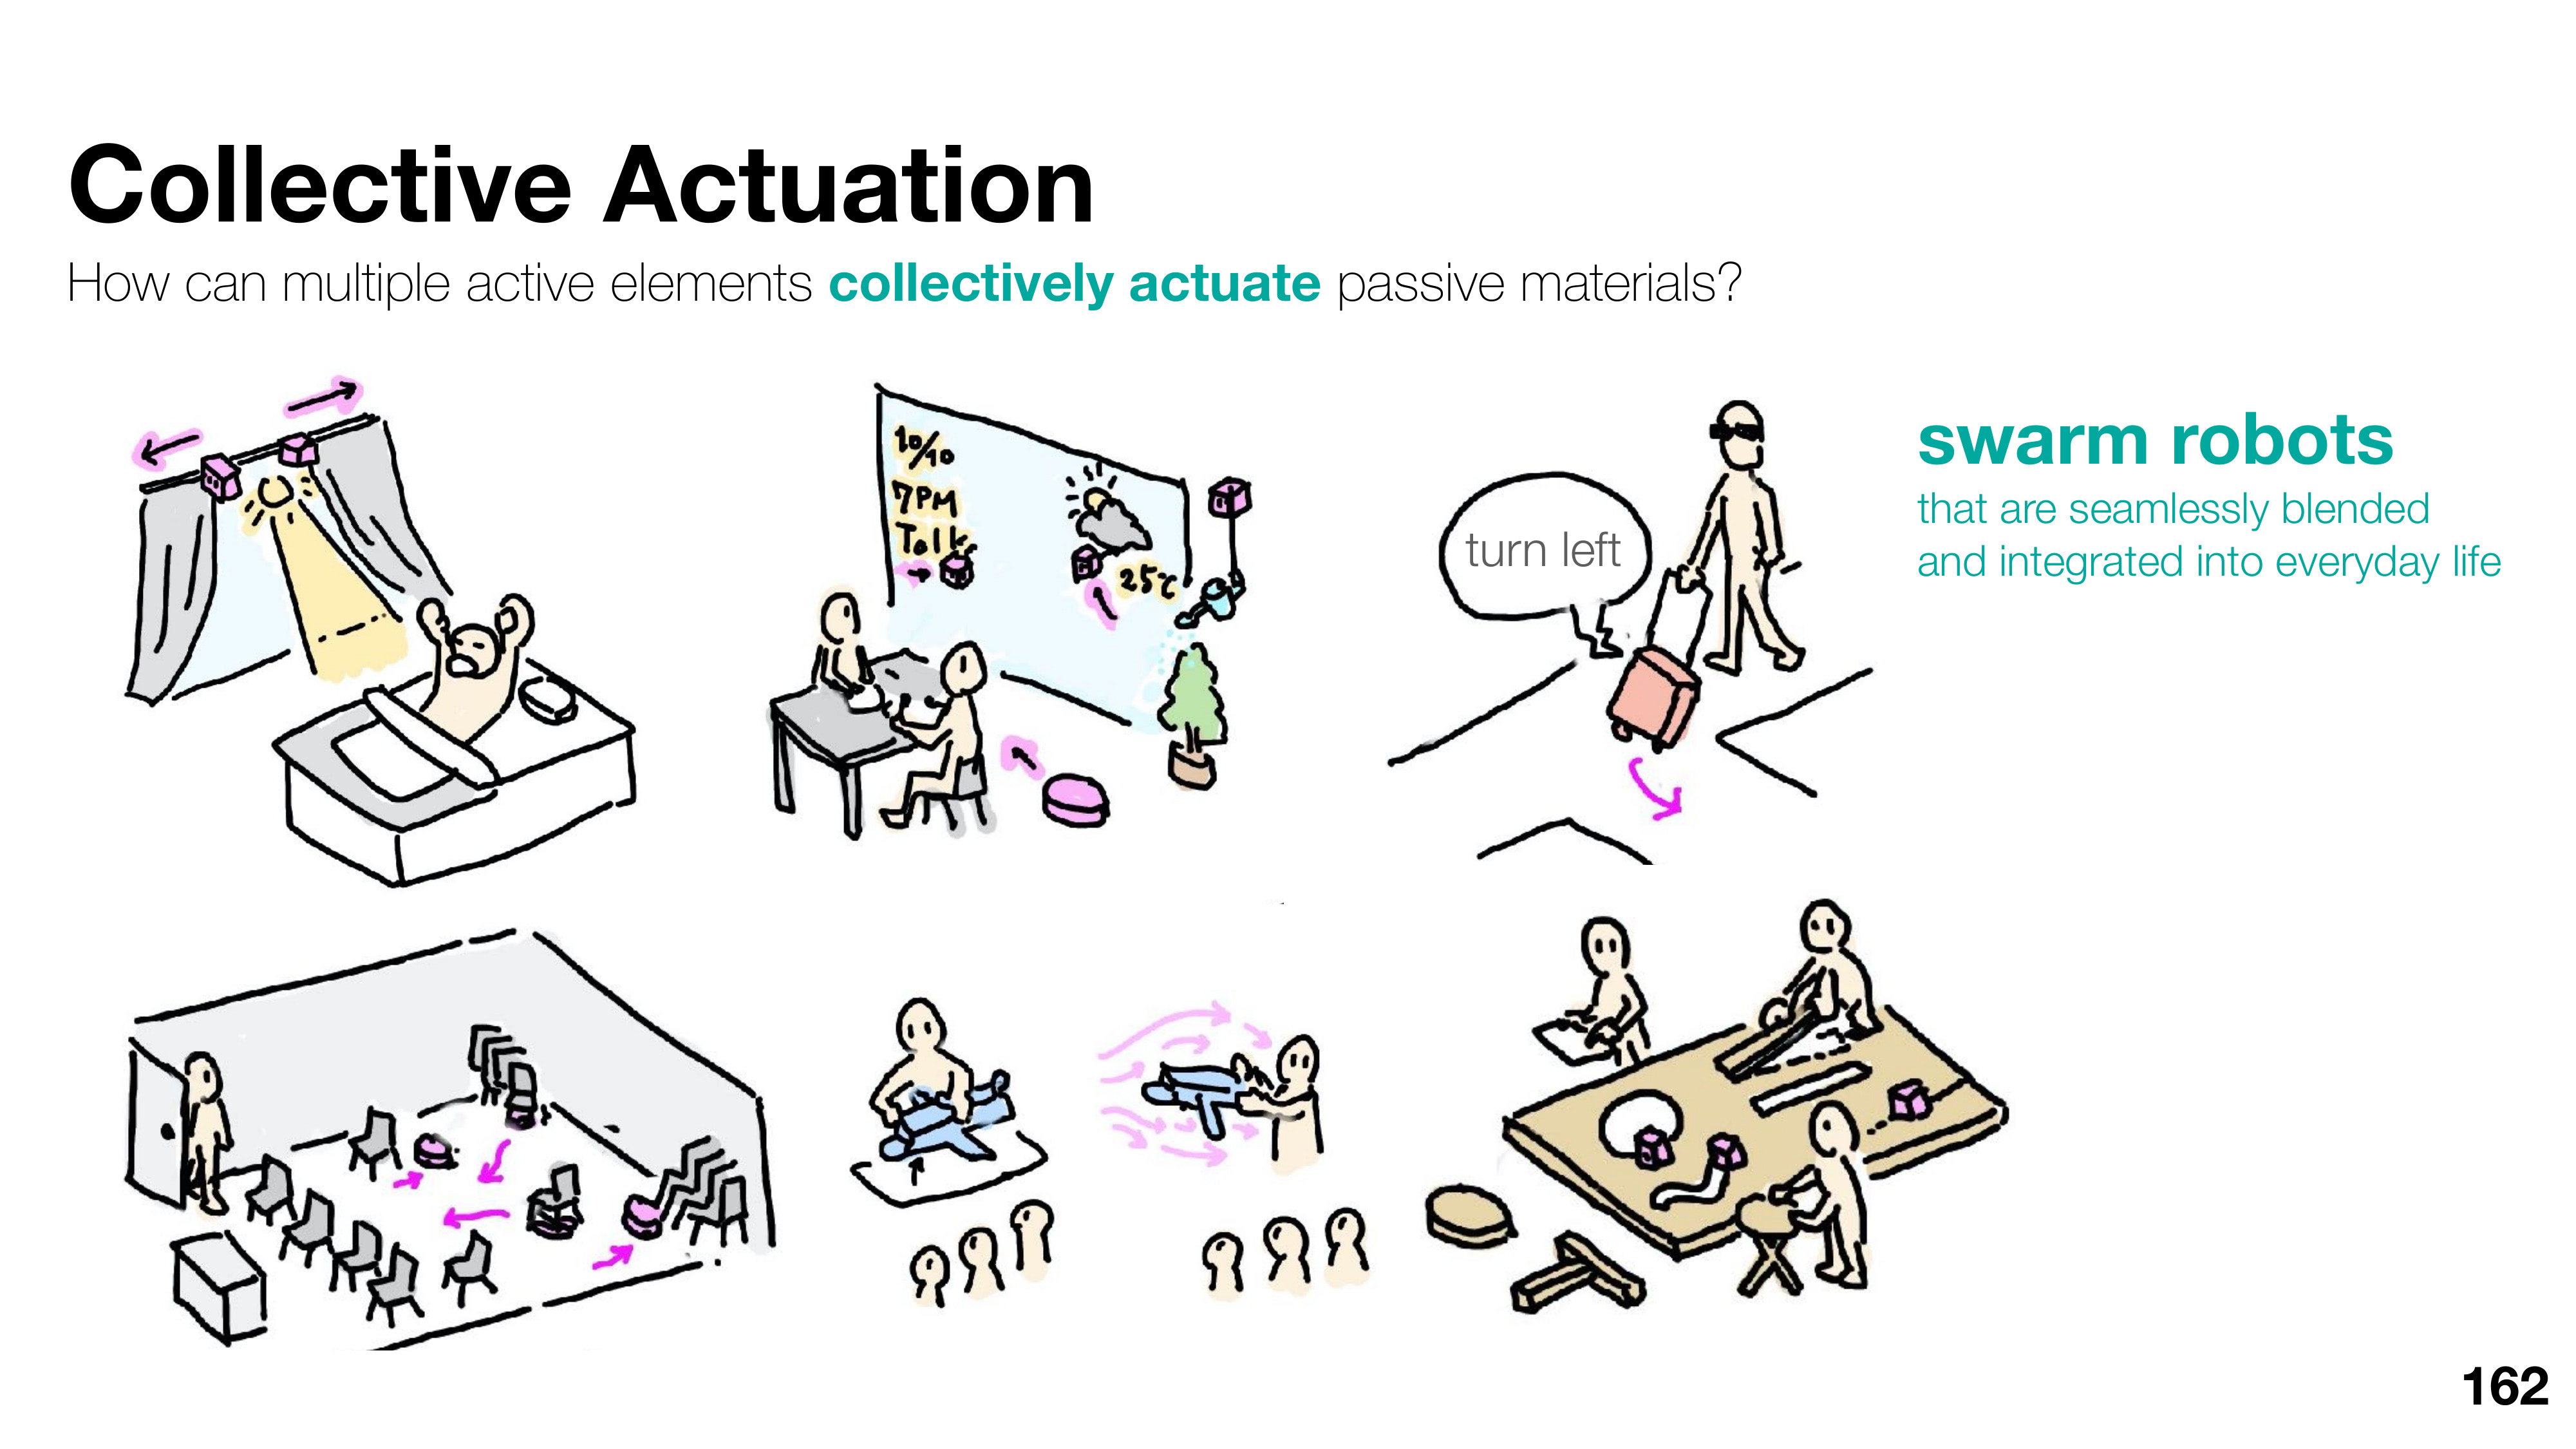 Collective Actuation
How can multiple active elements collectively actuate passive materials?
swarm robots
that are seamlessly blended
and integrated into everyday life
10/10
7PM
Talk
25℃
turn left
162